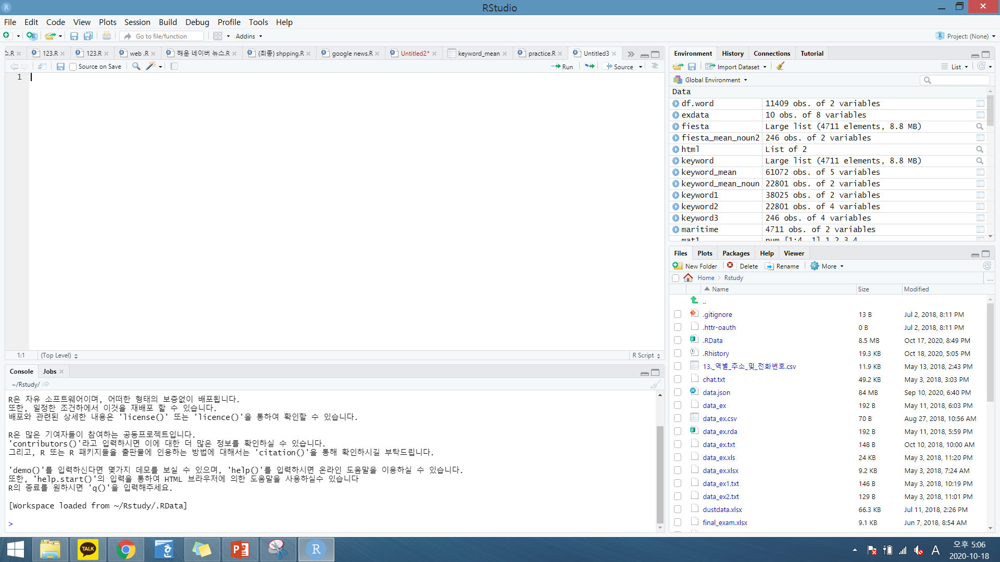 RStudio
File Edit Code View Plots Session Build Debug Profile Tools Help
Go to file/function Addins Project: (None)
스.R 123.R 123.R web .R 해운 네이버 뉴스.R (최종) shpping.R google news.R Untitled2* keyword_mean practice.R Untitled3
Source on Save Run Source
1
1:1 (Top Level) R Script
Console Jobs
~/Rstudy/
R은 자유 소프트웨어이며, 어떠한 형태의 보증없이 배포됩니다.
또한, 일정한 조건하에서 이것을 재배포 할 수 있습니다.
배포와 관련된 상세한 내용은 'license()' 또는 'licence()'을 통하여 확인할 수 있습니다.
R은 많은 기여자들이 참여하는 공동프로젝트입니다.
'contributors()'라고 입력하시면 이에 대한 더 많은 정보를 확인하실 수 있습니다.
그리고, R 또는 R 패키지들을 출판물에 인용하는 방법에 대해서는 'citation()'을 통해 확인하시길 부탁드립니다.
'demo()'를 입력하신다면 몇가지 데모를 보실 수 있으며, 'help()'를 입력하시면 온라인 도움말을 이용하실 수 있습니다.
또한, 'help.start()'의 입력을 통하여 HTML 브라우저에 의한 도움말을 사용하실수 있습니다
R의 종료를 원하시면 'q()'을 입력해주세요.
[Workspace loaded from ~/Rstudy/.RData]
>
Environment History Connections Tutorial
Import Dataset List
Global Environment
Data
df.word 11409 obs. of 2 variables
exdata 10 obs. of 8 variables
fiesta Large list (4711 elements, 8.8 MB)
fiesta_mean_noun2 246 obs. of 2 variables
html List of 2
keyword Large list (4711 elements, 8.8 MB)
keyword_mean 61072 obs. of 5 variables
keyword_mean_noun 22801 obs. of 2 variables
keyword1 38025 obs. of 2 variables
keyword2 22801 obs. of 4 variables
keyword3 246 obs. of 4 variables
maritime 4711 obs. of 2 variables
mat1 num [1:4, 1] 1 2 3 4
Files Plots Packages Help Viewer
New Folder Delete Rename More
Home Rstudy ...
Name Size Modified
..
.gitignore 13 B Jul 2, 2018, 8:11 PM
.httr-oauth 0 B Jul 2, 2018, 8:11 PM
.RData 8.5 MB Oct 17, 2020, 8:49 PM
.Rhistory 19.3 KB Oct 18, 2020, 5:05 PM
13._역별_주소_및_전화번호.csv 11.9 KB May 13, 2018, 2:43 PM
chat.txt 49.2 KB May 3, 2018, 3:03 PM
data.json 84 MB Sep 10, 2020, 6:40 PM
data_ex 192 B May 11, 2018, 6:03 PM
data_ex.csv 70 B Aug 27, 2018, 10:56 AM
data_ex.rda 192 B May 11, 2018, 5:59 PM
data_ex.txt 148 B Oct 10, 2018, 10:00 AM
data_ex.xls 24 KB May 3, 2018, 11:20 PM
data_ex.xlsx 9.2 KB May 3, 2018, 7:24 AM
data_ex1.txt 146 B May 3, 2018, 10:19 PM
data_ex2.txt 129 B May 3, 2018, 11:01 PM
dustdata.xlsx 66.3 KB Jul 11, 2018, 2:26 PM
final_exam.xlsx 9.1 KB Jun 7, 2018, 8:54 AM
TALK
A
오후 5:06
2020-10-18